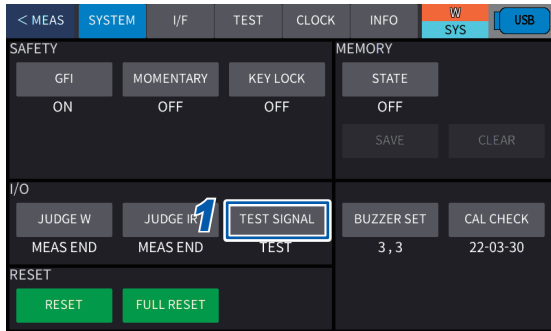 < MEAS SYSTEM I/F TEST CLOCK INFO W SYS USB
SAFETY
GFI MOMENTARY KEY LOCK
ON OFF OFF
MEMORY
STATE
OFF
SAVE CLEAR
I/O
JUDGE W JUDGE IR 1 TEST SIGNAL
MEAS END MEAS END TEST
BUZZER SET CAL CHECK
3 , 3 22-03-30
RESET
RESET FULL RESET